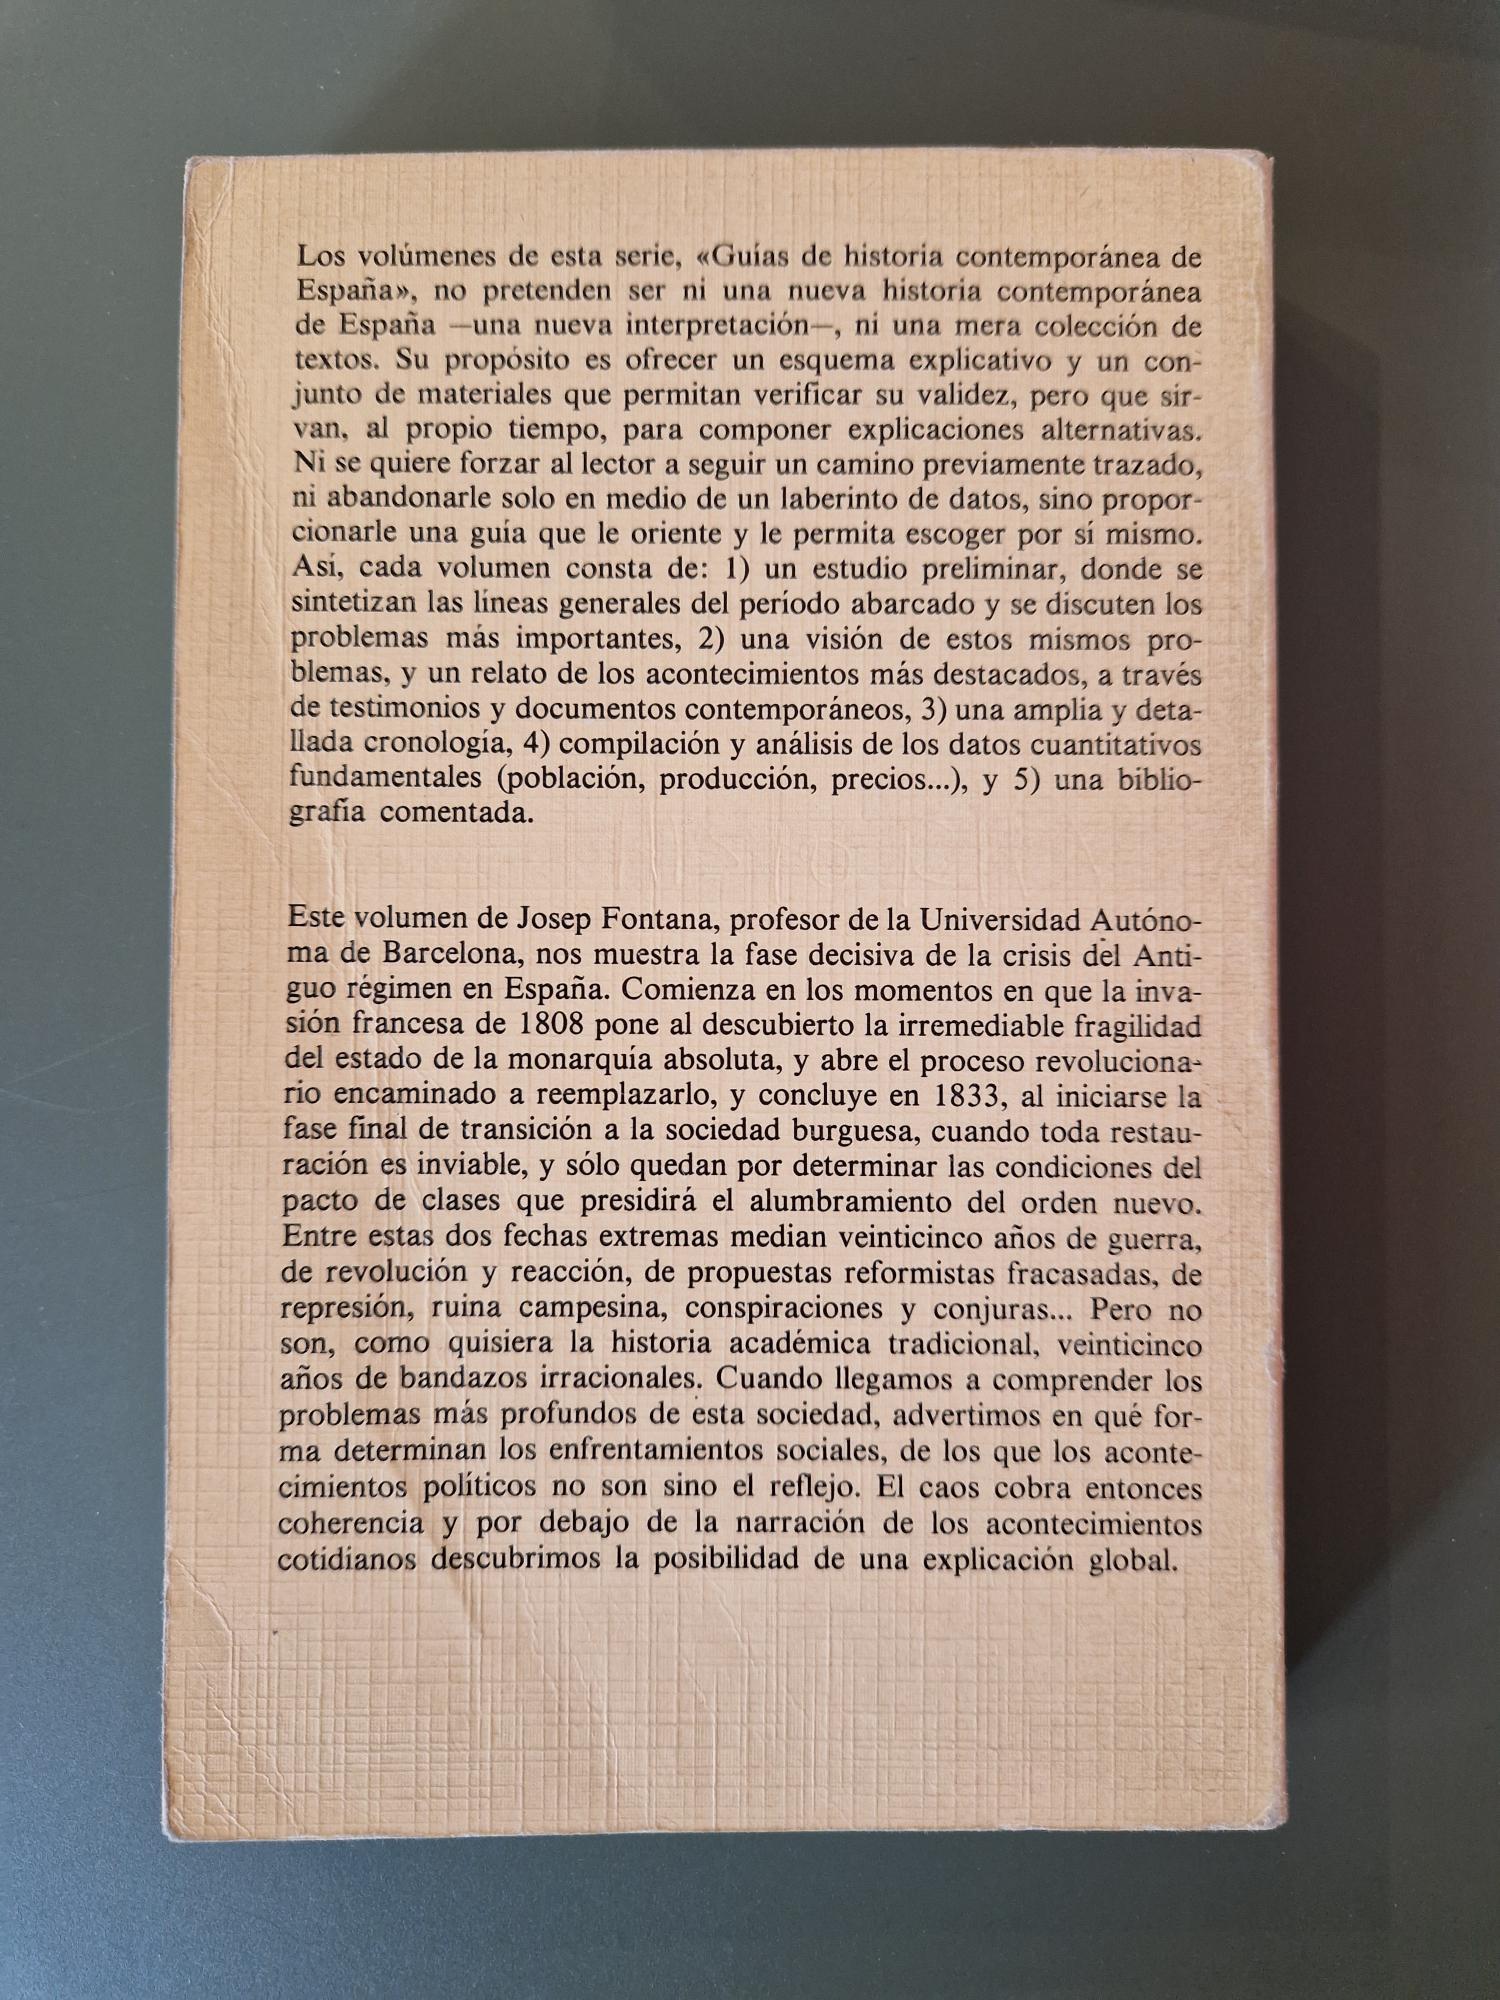 Los volúmenes de esta serie, «Guías de historia contemporánea de
España», no pretenden ser ni una nueva historia contemporánea
de España —una nueva interpretación—, ni una mera colección de
textos. Su propósito es ofrecer un esquema explicativo y un con-
junto de materiales que permitan verificar su validez, pero que sir-
van, al propio tiempo, para componer explicaciones alternativas.
Ni se quiere forzar al lector a seguir un camino previamente trazado,
ni abandonarle solo en medio de un laberinto de datos, sino propor-
cionarle una guía que le oriente y le permita escoger por sí mismo.
Así, cada volumen consta de: 1) un estudio preliminar, donde se
sintetizan las líneas generales del período abarcado y se discuten los
problemas más importantes, 2) una visión de estos mismos pro-
blemas, y un relato de los acontecimientos más destacados, a través
de testimonios y documentos contemporáneos, 3) una amplia y deta-
llada cronología, 4) compilación y análisis de los datos cuantitativos
fundamentales (población, producción, precios...), y 5) una biblio-
grafía comentada.
Este volumen de Josep Fontana, profesor de la Universidad Autóno-
ma de Barcelona, nos muestra la fase decisiva de la crisis del Anti-
guo régimen en España. Comienza en los momentos en que la inva-
sión francesa de 1808 pone al descubierto la irremediable fragilidad
del estado de la monarquía absoluta, y abre el proceso revoluciona-
rio encaminado a reemplazarlo, y concluye en 1833, al iniciarse la
fase final de transición a la sociedad burguesa, cuando toda restau-
ración es inviable, y sólo quedan por determinar las condiciones del
pacto de clases que presidirá el alumbramiento del orden nuevo.
Entre estas dos fechas extremas median veinticinco años de guerra,
de revolución y reacción, de propuestas reformistas fracasadas, de
represión, ruina campesina, conspiraciones y conjuras... Pero no
son, como quisiera la historia académica tradicional, veinticinco
años de bandazos irracionales. Cuando llegamos a comprender los
problemas más profundos de esta sociedad, advertimos en qué for-
ma determinan los enfrentamientos sociales, de los que los aconte-
cimientos políticos no son sino el reflejo. El caos cobra entonces
coherencia y por debajo de la narración de los acontecimientos
cotidianos descubrimos la posibilidad de una explicación global.